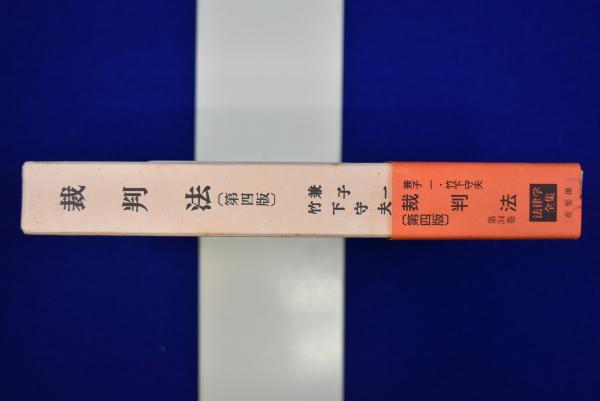 裁判法
（第四版）
兼子一
竹下守夫
兼子一・竹下守夫
裁判法
（第四版）
第34巻
法律学
全集
有斐閣